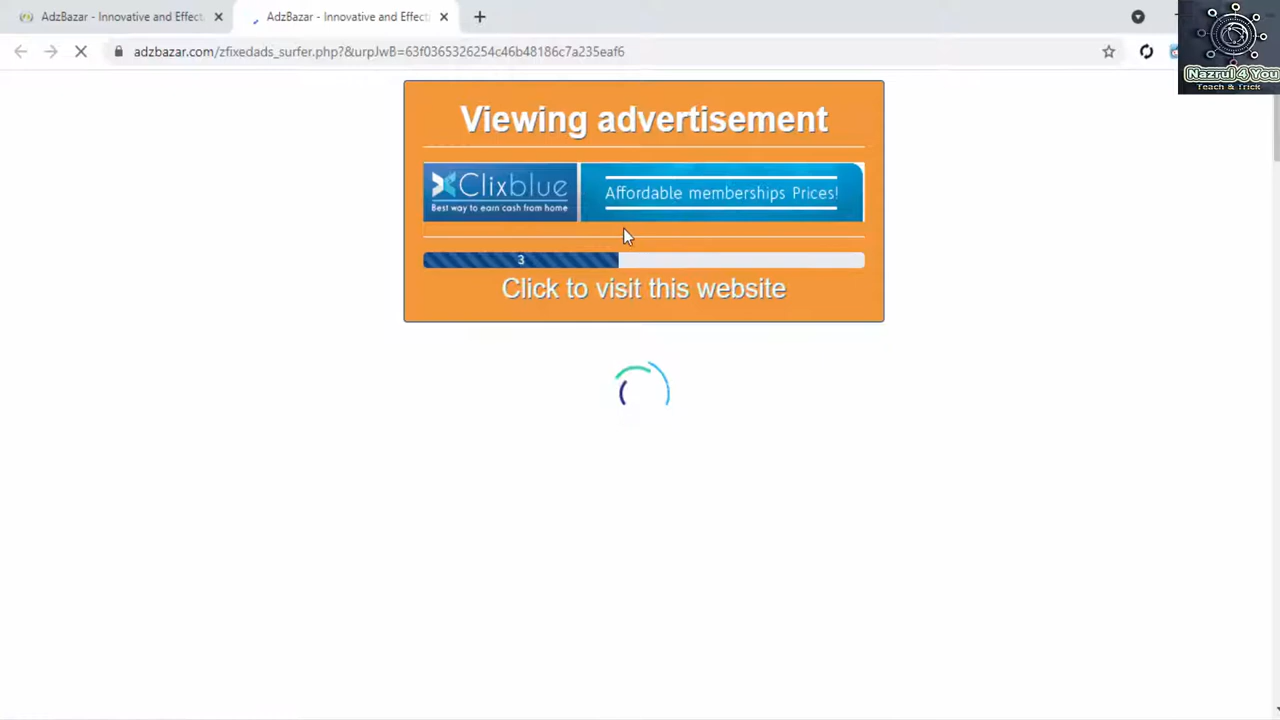 AdzBazar - Innovative and Effect
AdzBazar - Innovative and Effecti
adzbazar.com/zfixedads_surfer.php?&urpJwB=63f0365326254c46b48186c7a235eaf6
Nazrul 4 You
Teach & Trick
Viewing advertisement
Clixblue
Best way to earn cash from home
Affordable memberships Prices!
3
Click to visit this website